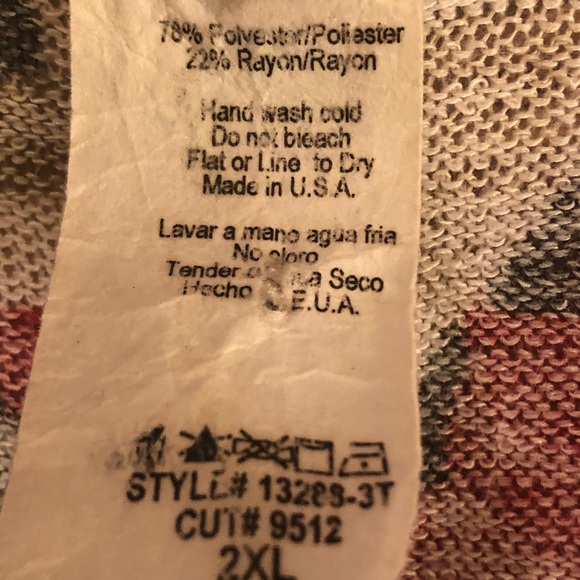 78% Polyester/Poliester
22% Rayon/Rayon
Hand wash cold
Do not bleach
Flat or Line to Dry
Made in U.S.A.
Lavar a mano agua fria
No cloro
Tender Seco
Hecho E.U.A.
STYLE# 13288-3T
CUT# 9512
2XL